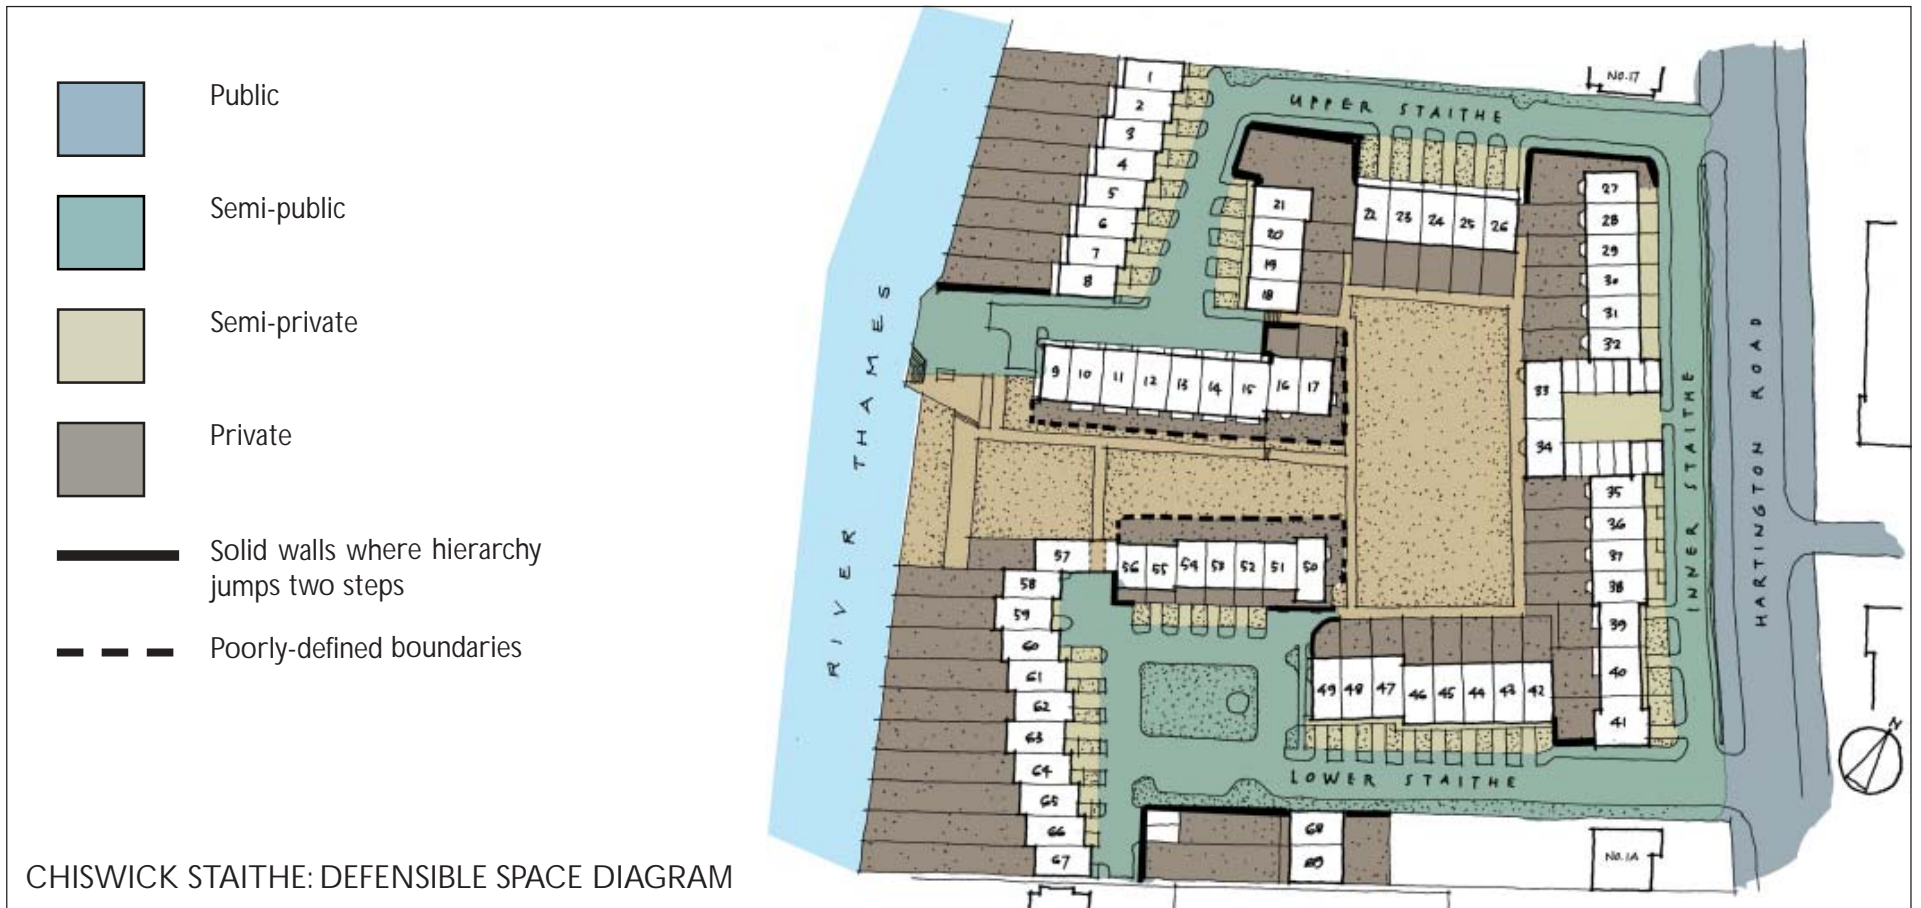 Public
Semi-public
Semi-private
Private
Solid walls where hierarchy
jumps two steps
Poorly-defined boundaries
CHISWICK STAITHE: DEFENSIBLE SPACE DIAGRAM
RIVER THAMES
UPPER STAITHE
INNER STAITHE
LOWER STAITHE
HARTINGTON ROAD
No.17
No.1A
N
1
2
3
4
5
6
7
8
9 10 11 12 13 14 15 16 17
21
20
19
18
22 23 24 25 26
27
28
29
30
31
32
33
34
35
36
37
38
39
40
41
49 48 47 46 45 44 43 42
57
56 55 54 53 52 51 50
58
59
60
61
62
63
64
65
66
67
68
69